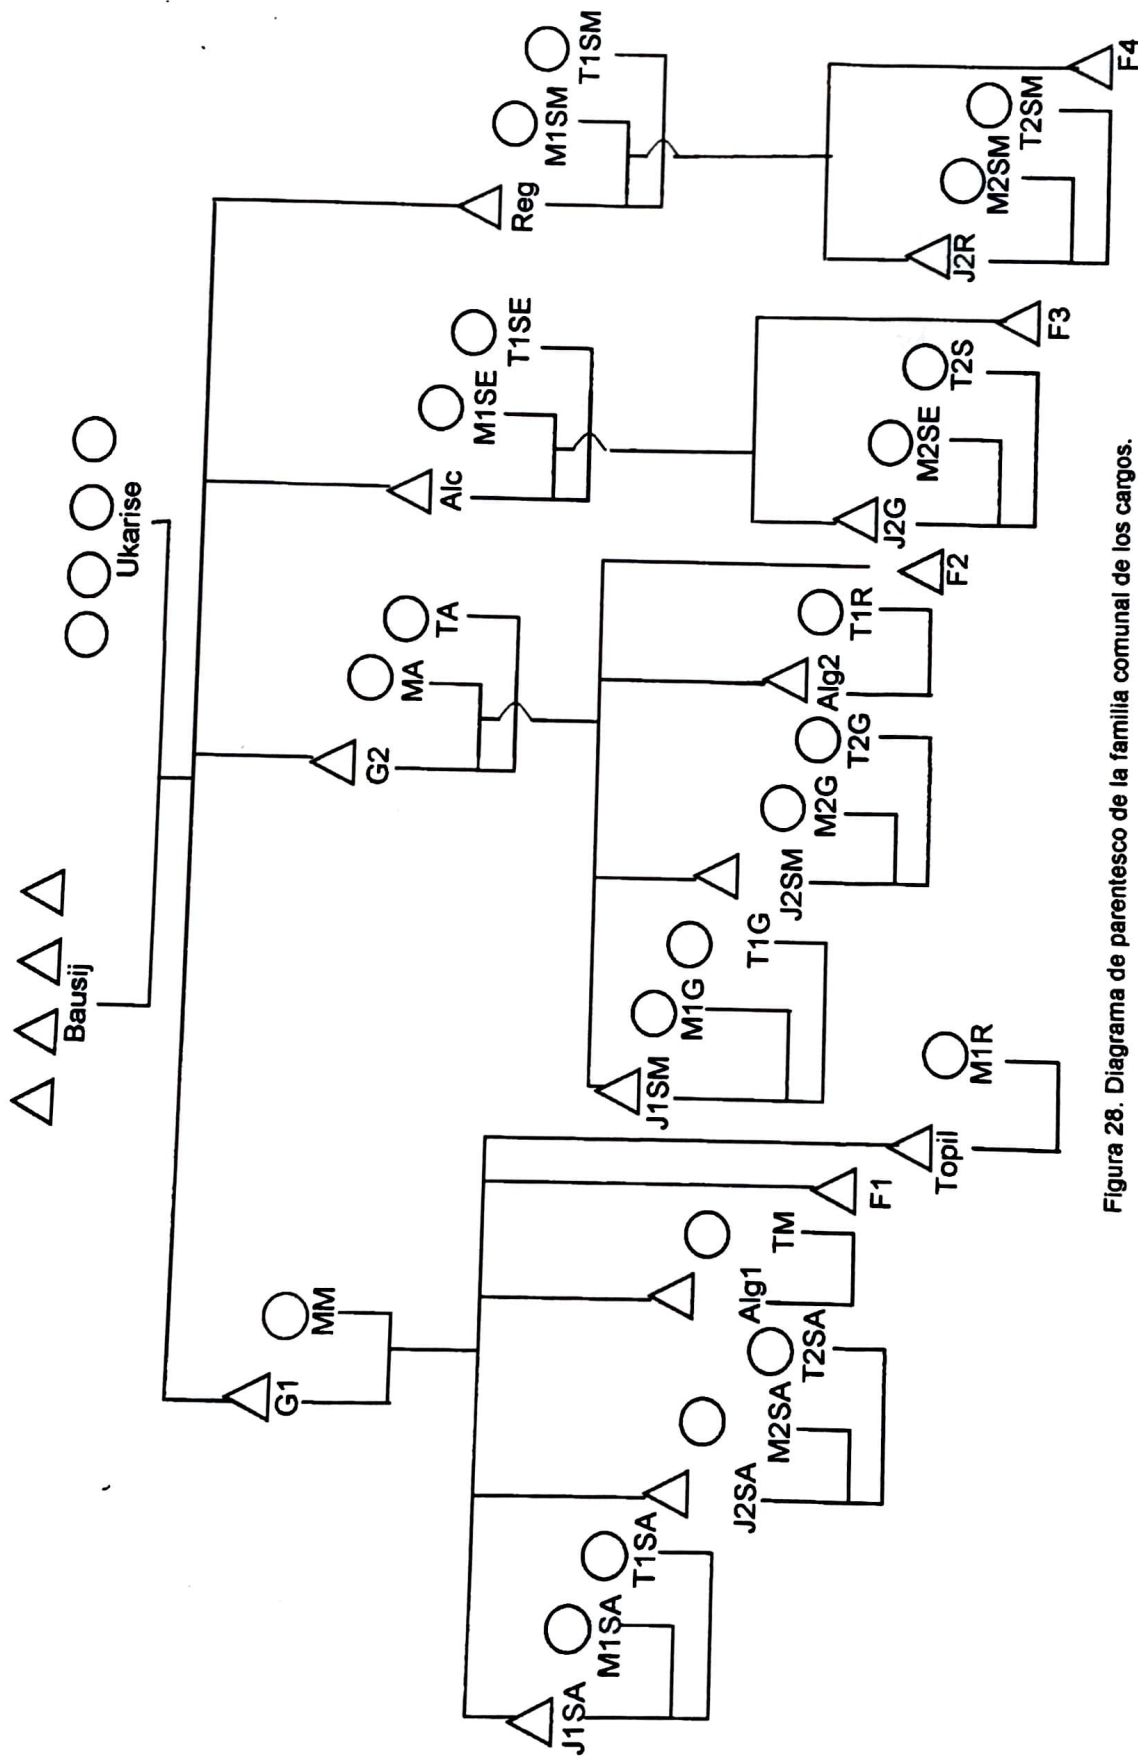 Bausij
Ukarise
G1
MM
G2
MA
TA
Alc
M1SE
T1SE
Reg
M1SM
T1SM
J1SA
M1SA
T1SA
J2SA
M2SA
T2SA
Alg1
TM
F1
Topil
M1R
J1SM
M1G
T1G
J2SM
M2G
T2G
Alg2
T1R
F2
J2G
M2SE
T2S
F3
J2R
M2SM
T2SM
F4
Figura 28. Diagrama de parentesco de la familia comunal de los cargos.